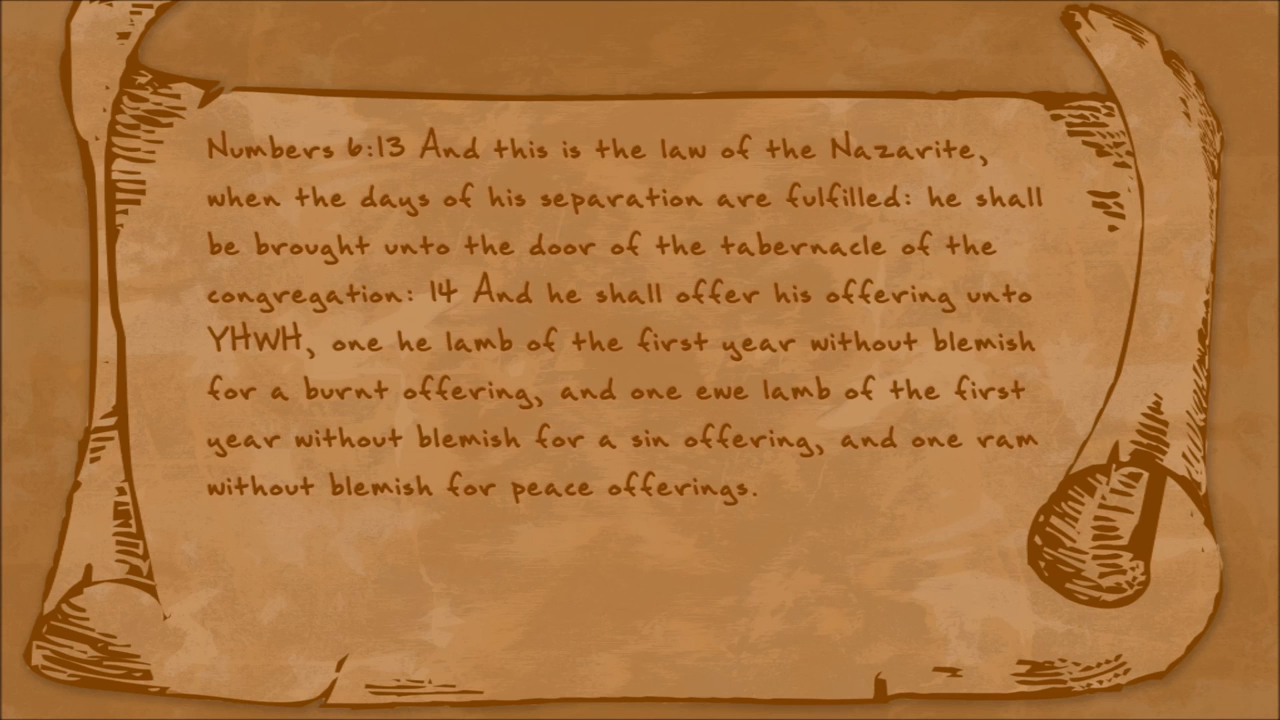 Numbers 6:13 And this is the law of the Nazarite,
when the days of his separation are fulfilled: he shall
be brought unto the door of the tabernacle of the
congregation: 14 And he shall offer his offering unto
YHWH, one he lamb of the first year without blemish
for a burnt offering, and one ewe lamb of the first
year without blemish for a sin offering, and one ram
without blemish for peace offerings.